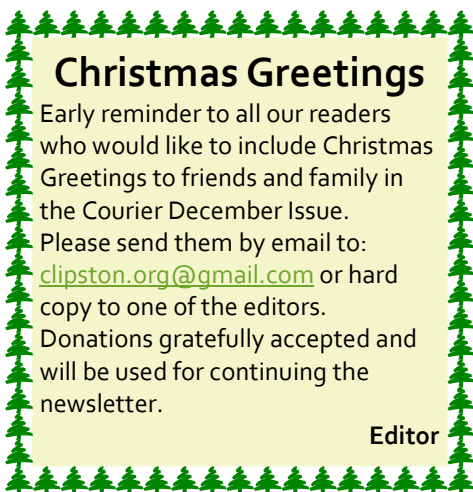 Christmas Greetings
Early reminder to all our readers
who would like to include Christmas
Greetings to friends and family in
the Courier December Issue.
Please send them by email to:
clipston.org@gmail.com or hard
copy to one of the editors.
Donations gratefully accepted and
will be used for continuing the
newsletter.
Editor